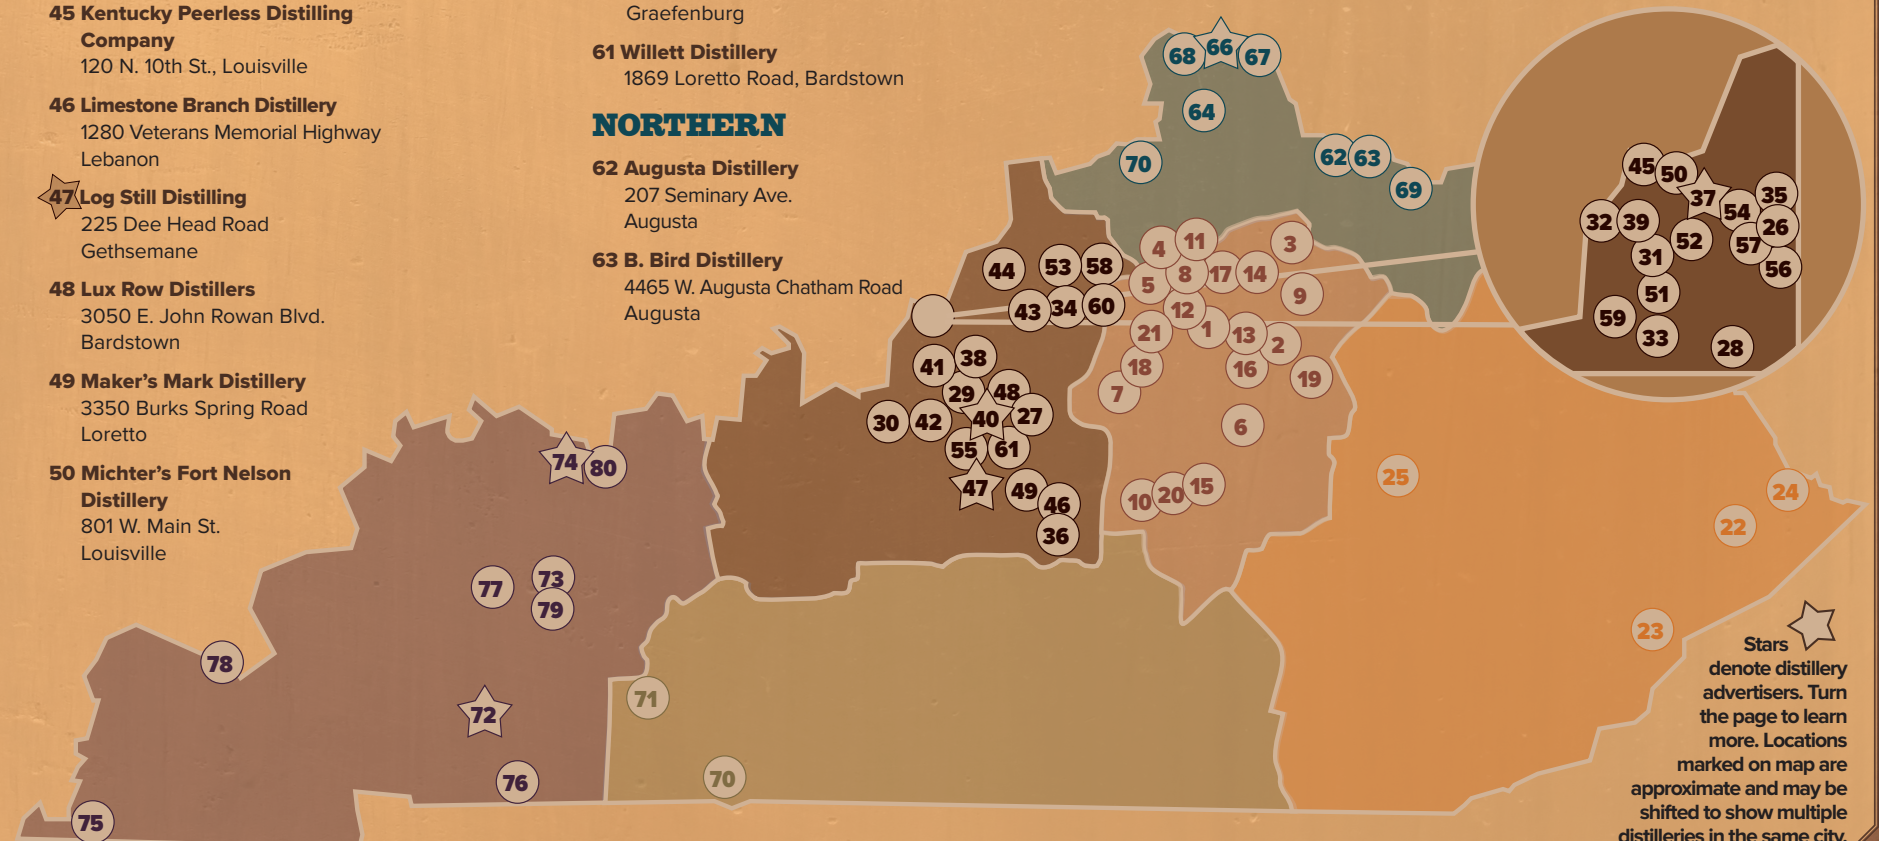 45 Kentucky Peerless Distilling
Company
120 N. 10th St., Louisville
46 Limestone Branch Distillery
1280 Veterans Memorial Highway
Lebanon
47 Log Still Distilling
225 Dee Head Road
Gethsemane
48 Lux Row Distillers
3050 E. John Rowan Blvd.
Bardstown
49 Maker's Mark Distillery
3350 Burks Spring Road
Loretto
50 Michter's Fort Nelson
Distillery
801 W. Main St.
Louisville
Graefenburg
61 Willett Distillery
1869 Loretto Road, Bardstown
NORTHERN
62 Augusta Distillery
207 Seminary Ave.
Augusta
63 B. Bird Distillery
4465 W. Augusta Chatham Road
Augusta
68 66 67
64
70
62 63
69
4 11 3
5 8 17 14
9
12
21 1 13 2
18 16 19
7
6
10 20 15
44 53 58
43 34 60
41 38
29 48
30 42 40 27
55 61
47 49 46
36
45 50
37 54 35
32 39 52 57 26
31 56
51
59 33 28
25 24
22
23
74 80
77 73
79
78
72
76
75
71
70
Stars
denote distillery
advertisers. Turn
the page to learn
more. Locations
marked on map are
approximate and may be
shifted to show multiple
distilleries in the same city.